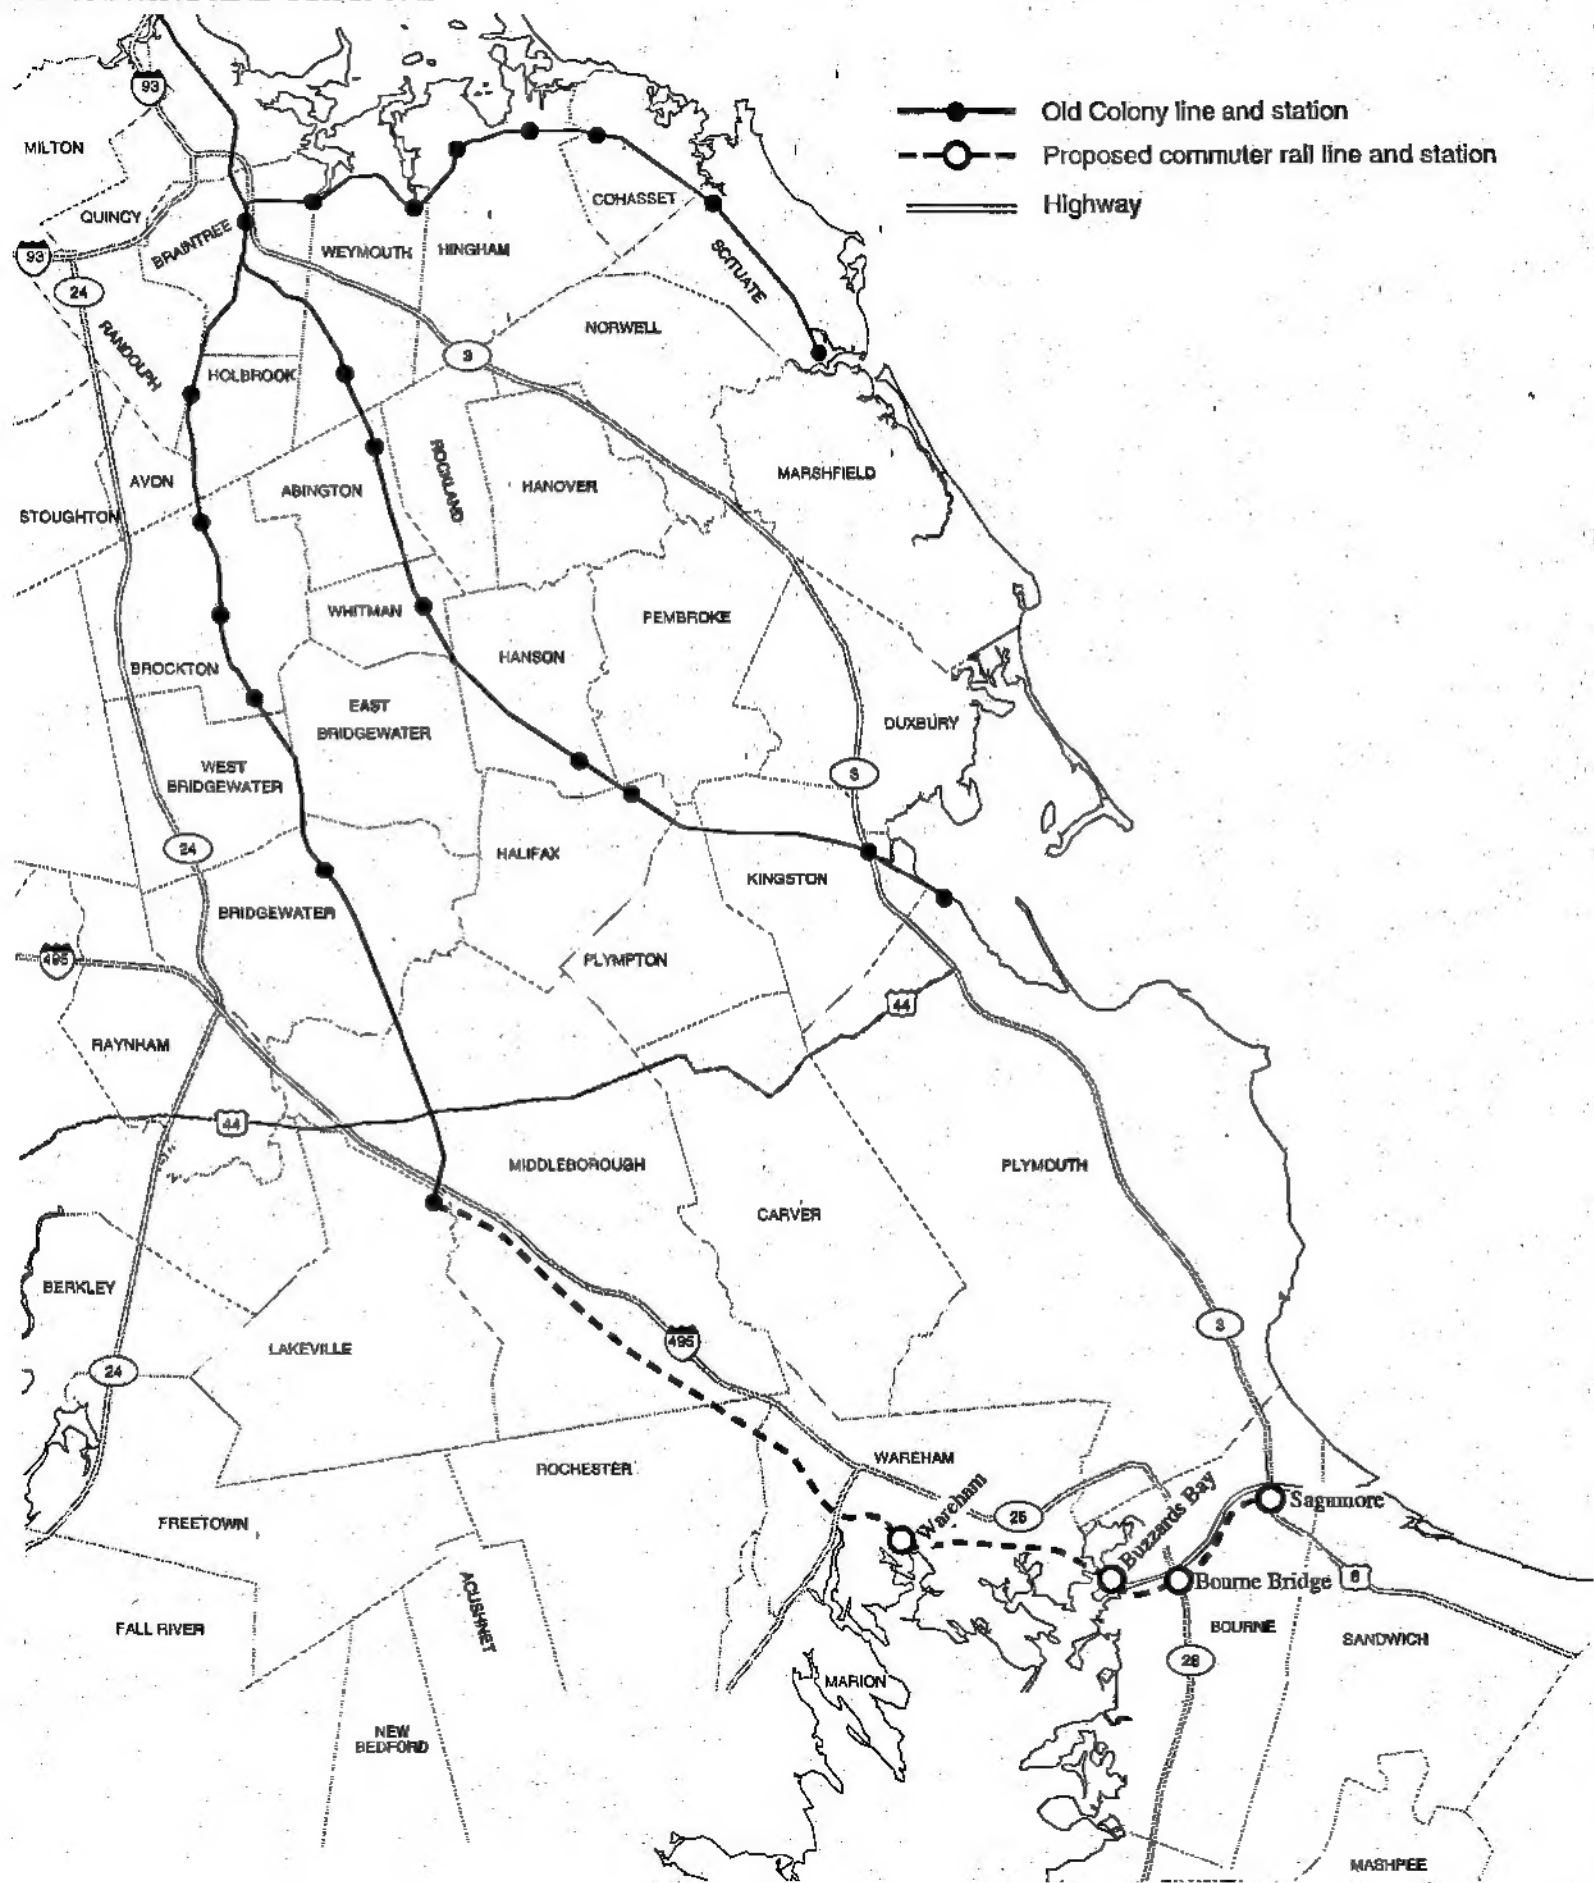 Old Colony line and station
Proposed commuter rail line and station
Highway
93
MILTON
QUINCY
BRAINTREE
WEYMOUTH
HINGHAM
COHASSET
SCITUATE
93
24
RANDOLPH
HOLBROOK
3
NORWELL
AVON
STOUGHTON
ABINGTON
ROCKLAND
HANOVER
MARSHFIELD
WHITMAN
PEMBROKE
HANSON
BROCKTON
EAST
BRIDGEWATER
DUXBURY
WEST
BRIDGEWATER
3
24
HALIFAX
KINGSTON
BRIDGEWATER
495
PLYMPTON
44
RAYNHAM
44
MIDDLEBOROUGH
PLYMOUTH
CARVER
BERKLEY
LAKEVILLE
495
3
24
ROCHESTER
WAREHAM
Wareham
25
Buzzards Bay
Sagamore
FREETOWN
Bourne Bridge
6
ACUSHNET
FALL RIVER
BOURNE
SANDWICH
28
MARION
NEW
BEDFORD
MASHPEE